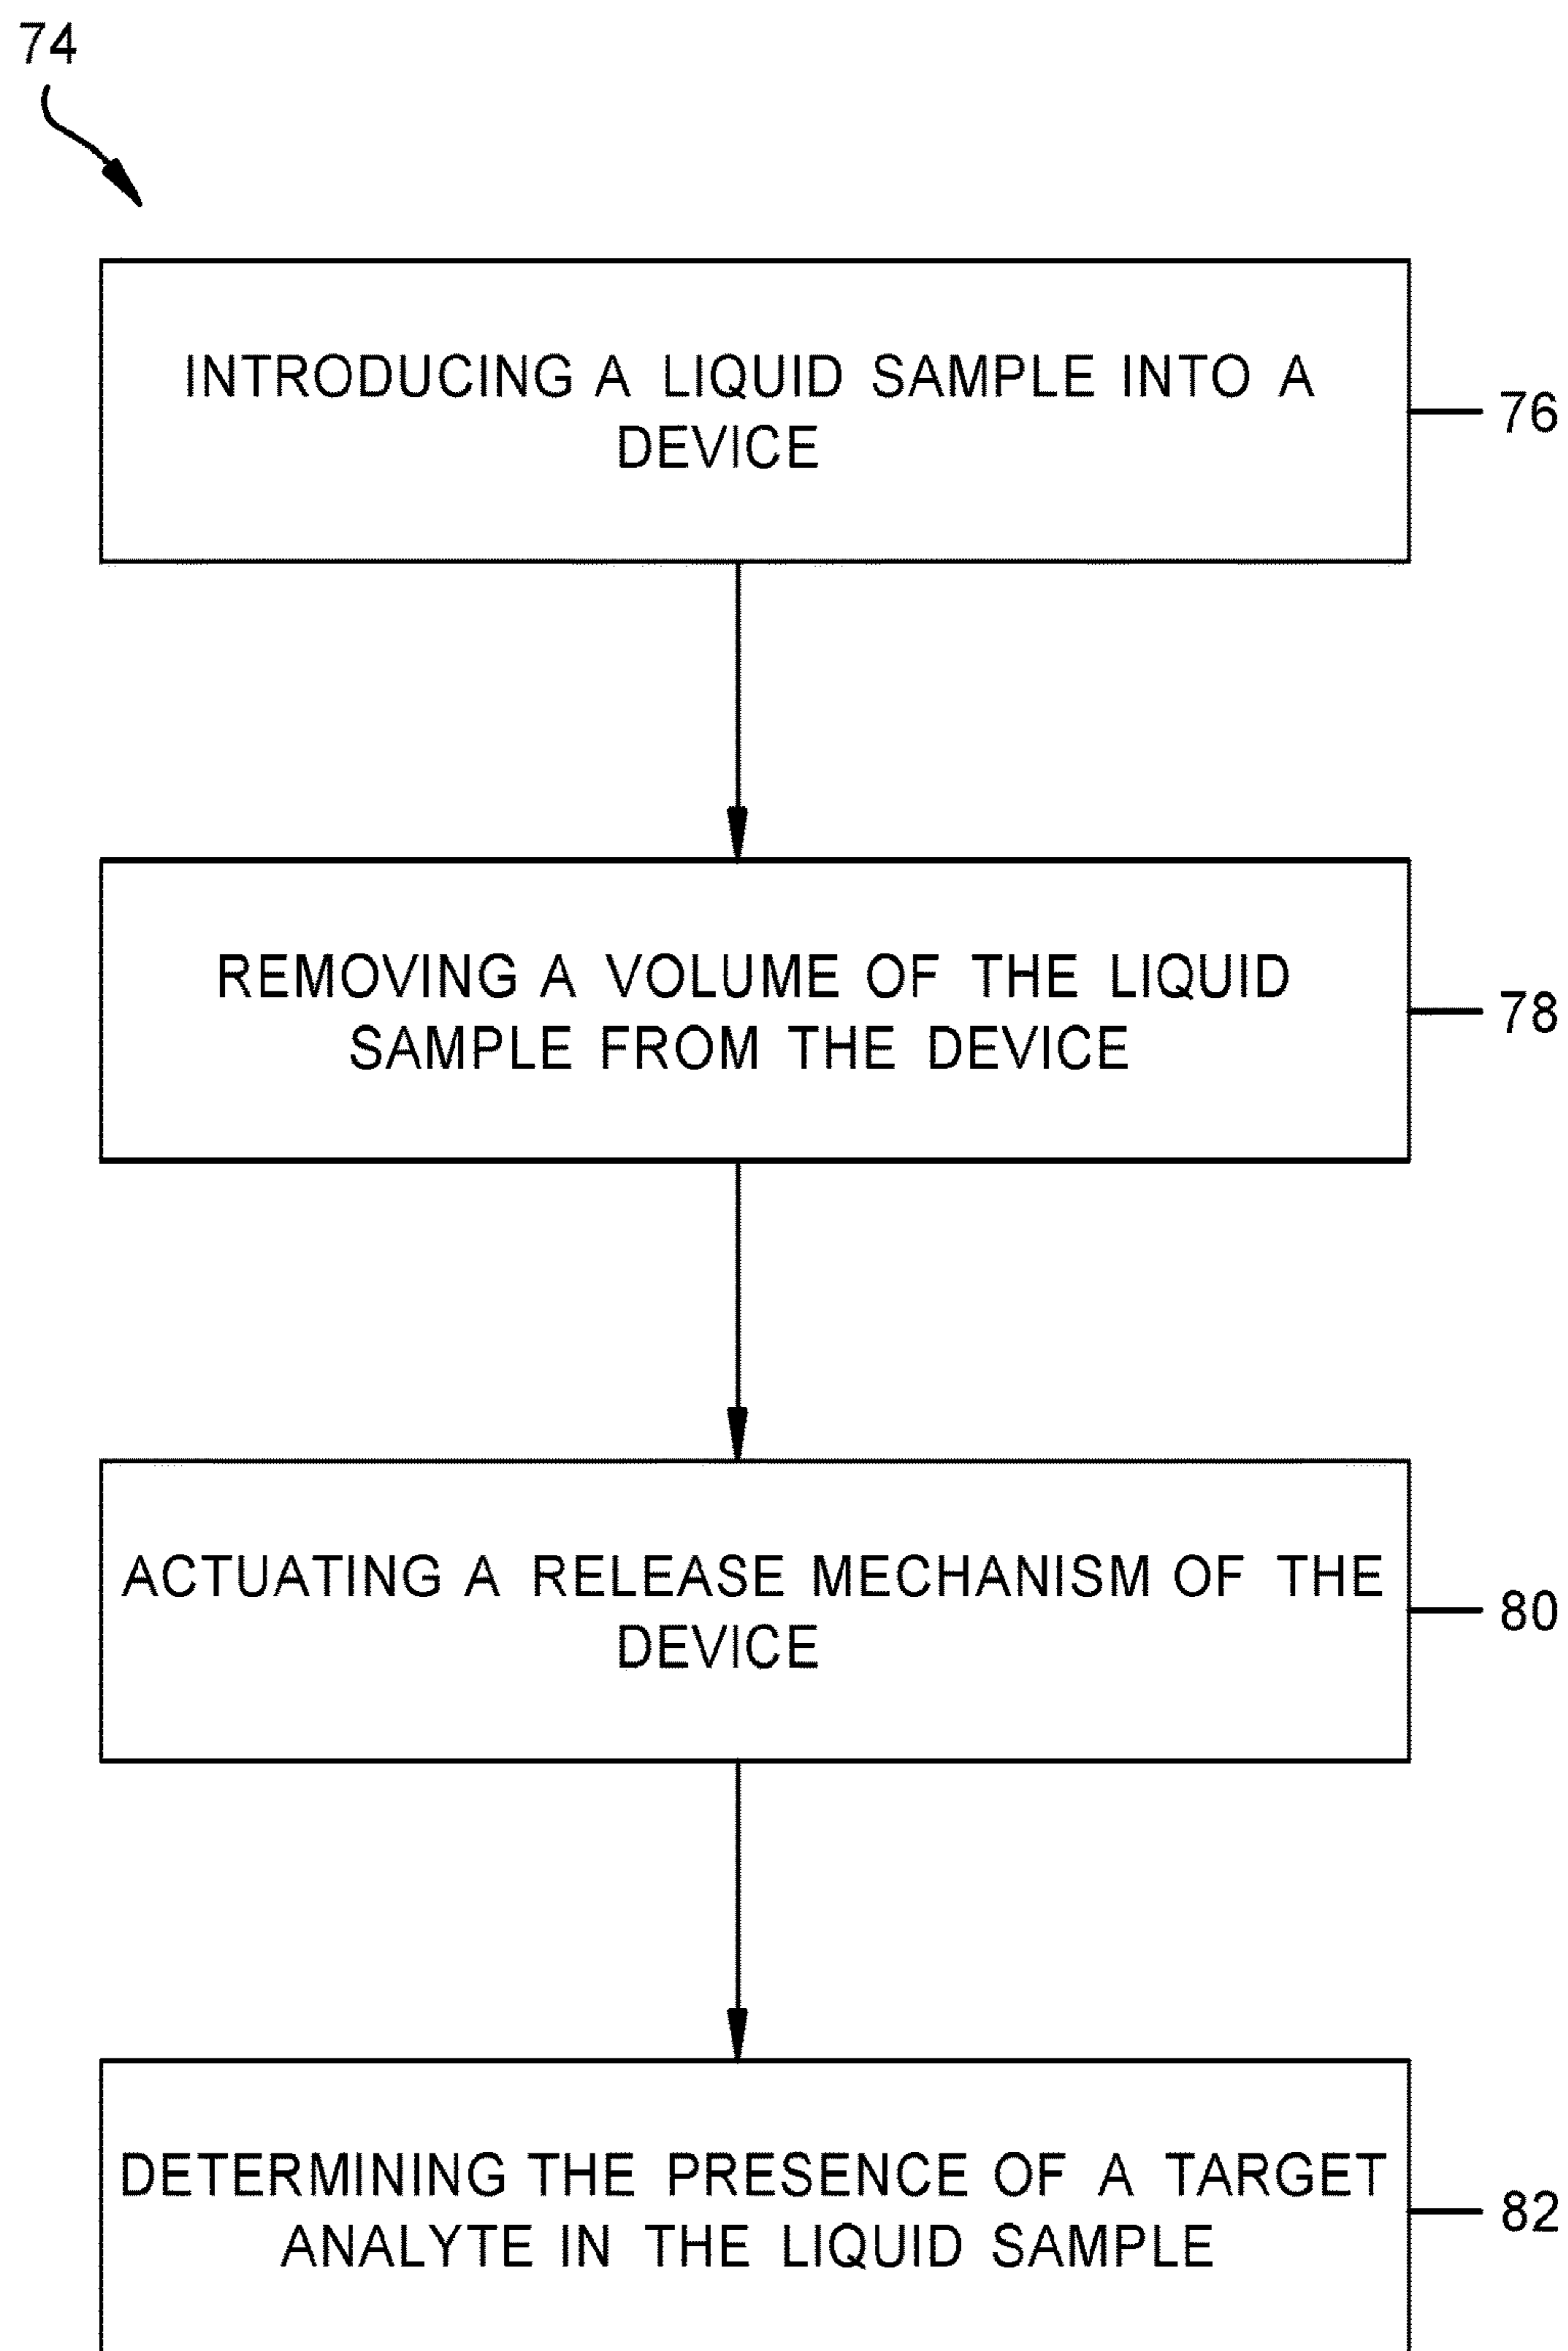 74
INTRODUCING A LIQUID SAMPLE INTO A
DEVICE
76
REMOVING A VOLUME OF THE LIQUID
SAMPLE FROM THE DEVICE
78
ACTUATING A RELEASE MECHANISM OF THE
DEVICE
80
DETERMINING THE PRESENCE OF A TARGET
ANALYTE IN THE LIQUID SAMPLE
82